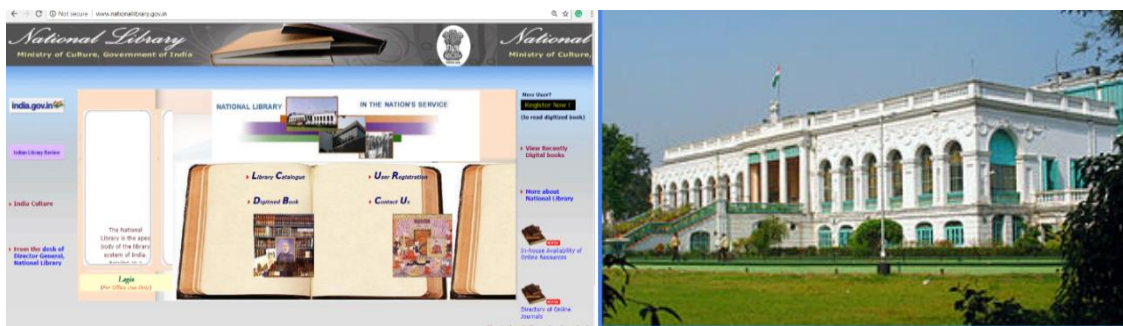 Not secure | www.nationallibrary.gov.in
National Library
Ministry of Culture, Government of India
National
Ministry of Culture,
india.gov.in
Indian Library Review
India Culture
From the desk of
Director General,
National Library
The National
Library is the apex
body of the library
system of India.
Login
(For Office Use Only)
NATIONAL LIBRARY
IN THE NATION'S SERVICE
Library Catalogue
User Registration
Digitized Book
Contact Us
New User?
Register Now !
(to read digitized book)
View Recently
Digital books
More about
National Library
In-house Availability of
Online Resources
Directory of Online
Journals